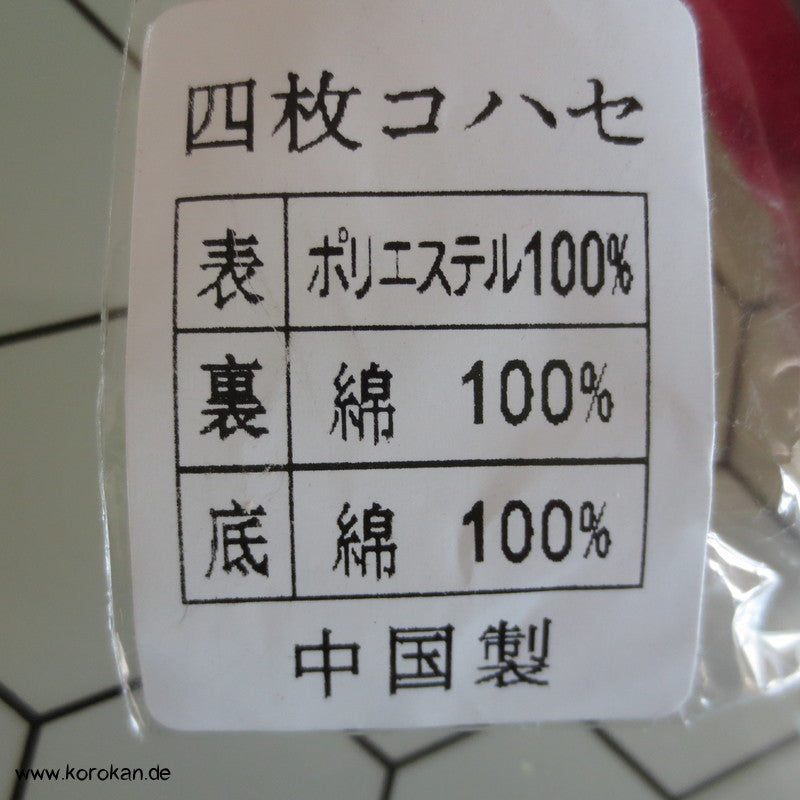 四枚コハセ
表 ポリエステル100%
裏 綿 100%
底 綿 100%
中国製
www.korokan.de